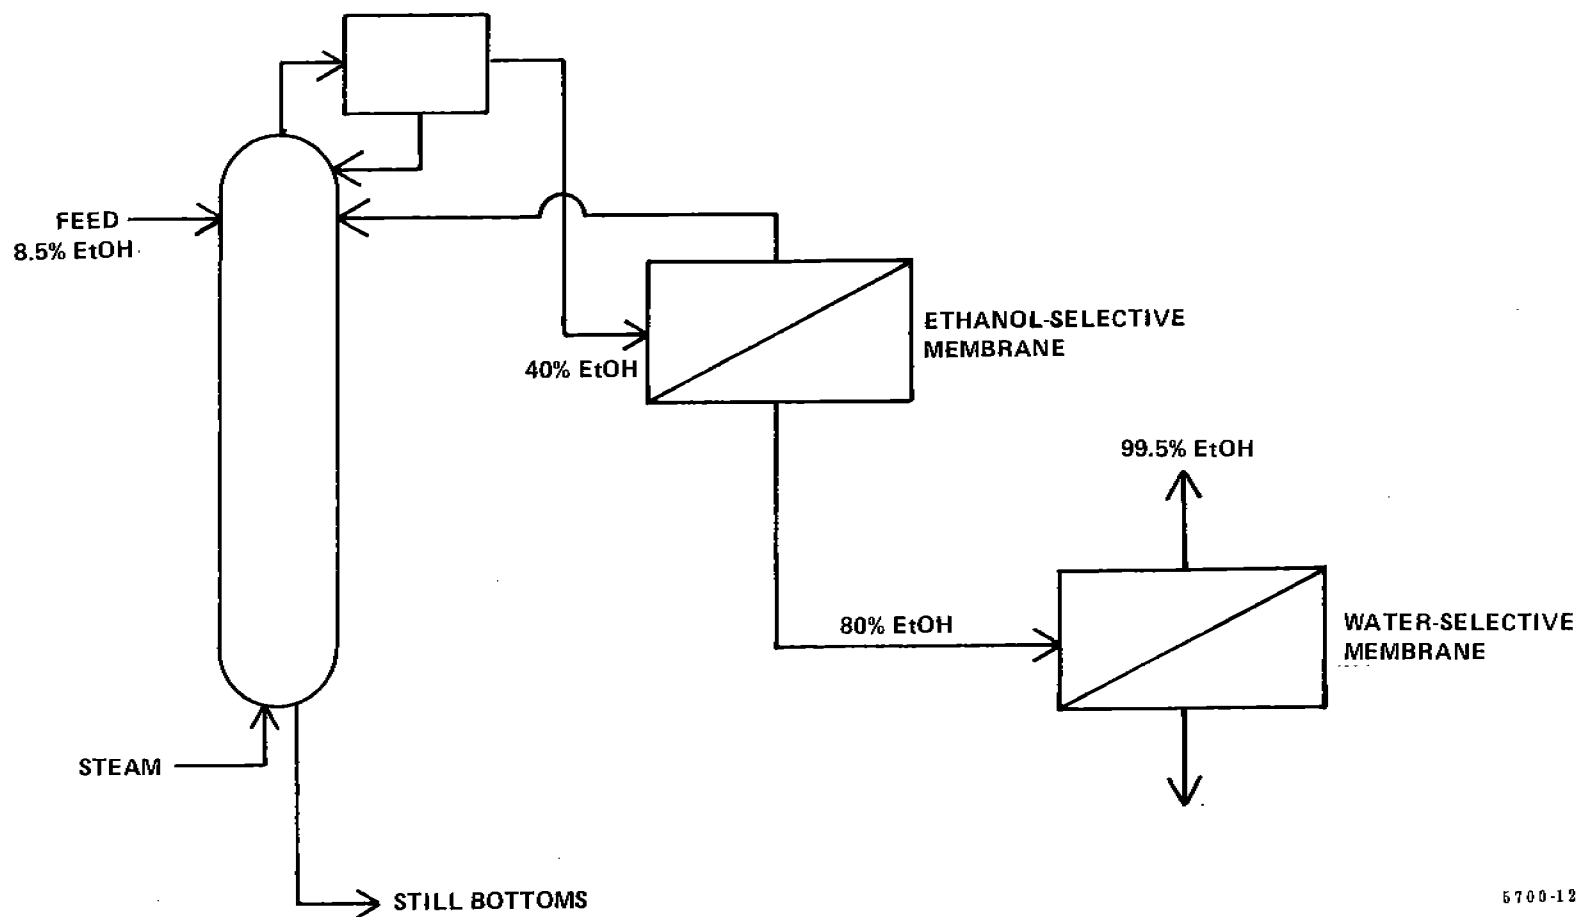 FEED
8.5% EtOH
40% EtOH
ETHANOL-SELECTIVE
MEMBRANE
99.5% EtOH
80% EtOH
WATER-SELECTIVE
MEMBRANE
STEAM
STILL BOTTOMS
5700-12